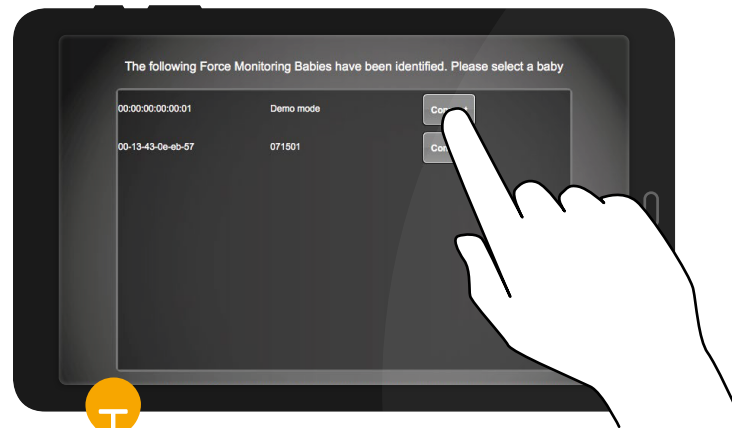 The following Force Monitoring Babies have been identified. Please select a baby
00:00:00:00:00:01 Demo mode
00-13-43-0e-eb-57 071501